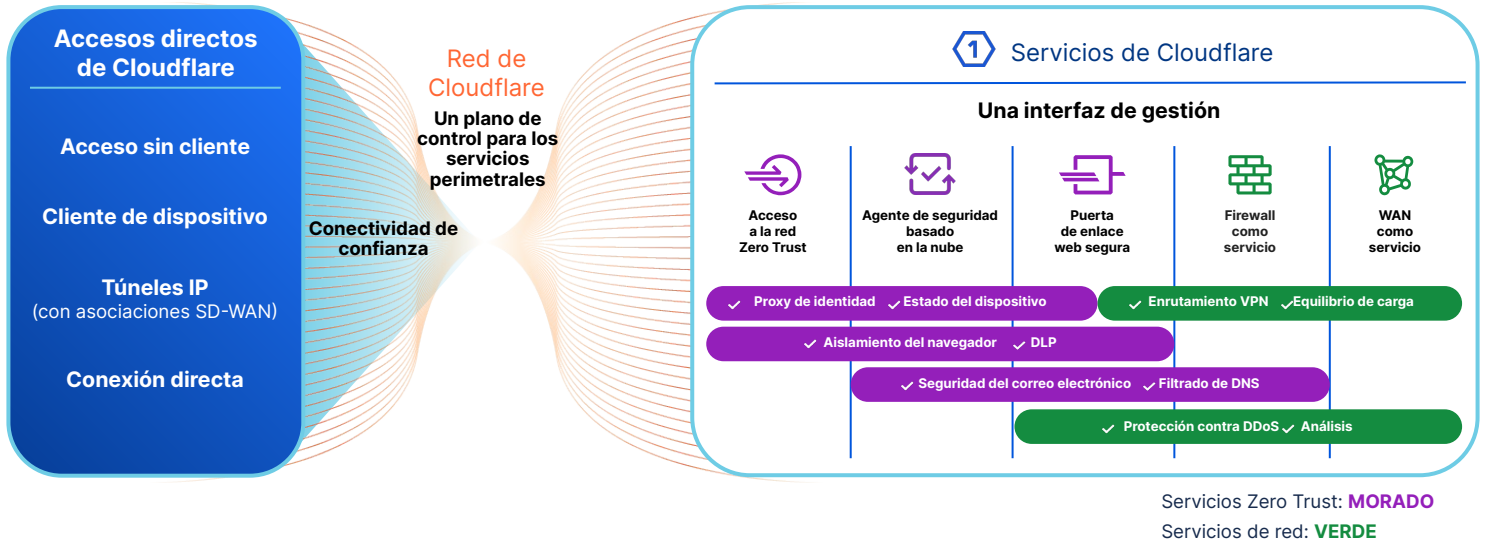 Accesos directos
de Cloudflare
Acceso sin cliente
Cliente de dispositivo
Túneles IP
(con asociaciones SD-WAN)
Conexión directa
Red de
Cloudflare
Un plano de
control para los
servicios
perimetrales
Conectividad de
confianza
1 Servicios de Cloudflare
Una interfaz de gestión
Acceso
a la red
Zero Trust
Agente de seguridad
basado
en la nube
Puerta
de enlace
web segura
Firewall
como
servicio
WAN
como
servicio
Proxy de identidad Estado del dispositivo
Enrutamiento VPN Equilibrio de carga
Aislamiento del navegador DLP
Seguridad del correo electrónico Filtrado de DNS
Protección contra DDoS Análisis
Servicios Zero Trust: MORADO
Servicios de red: VERDE